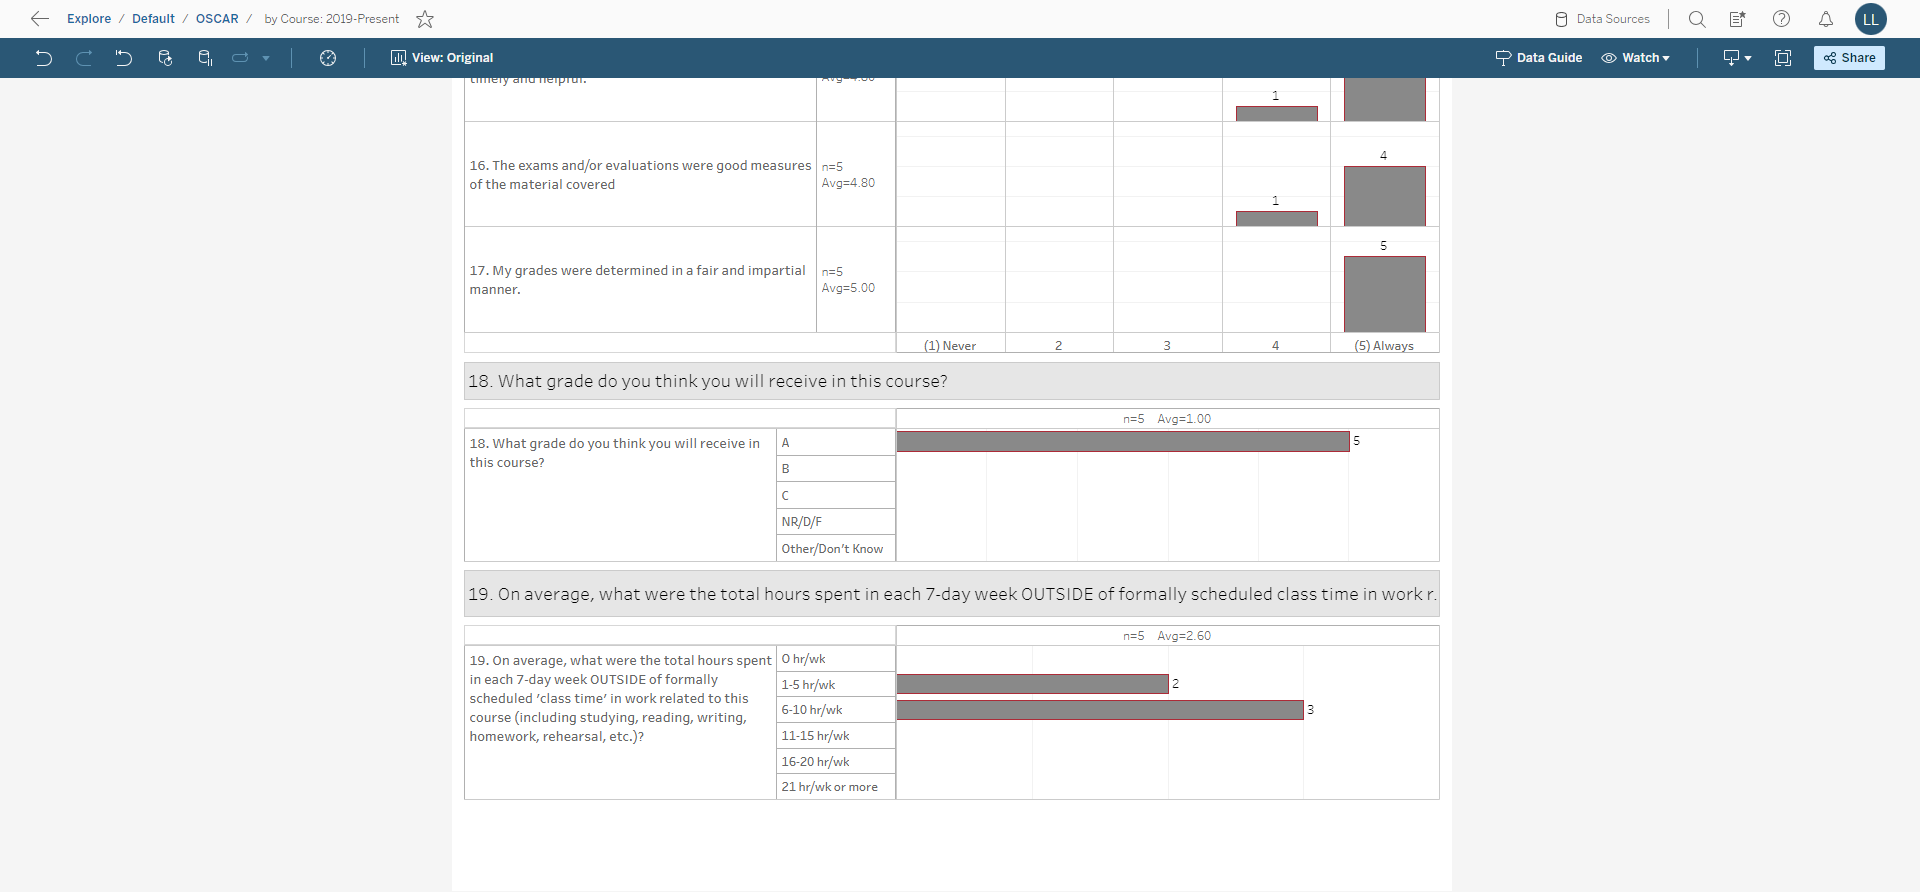 Explore / Default / OSCAR / by Course: 2019-Present
Data Sources
LL
View: Original
Data Guide
Watch
Share
timely and helpful.
Avg=4.80
1
16. The exams and/or evaluations were good measures
of the material covered
n=5
Avg=4.80
1
4
17. My grades were determined in a fair and impartial
manner.
n=5
Avg=5.00
5
(1) Never 2 3 4 (5) Always
18. What grade do you think you will receive in this course?
n=5 Avg=1.00
18. What grade do you think you will receive in
this course?
A
5
B
C
NR/D/F
Other/Don't Know
19. On average, what were the total hours spent in each 7-day week OUTSIDE of formally scheduled class time in work r.
n=5 Avg=2.60
19. On average, what were the total hours spent
in each 7-day week OUTSIDE of formally
scheduled ‘class time’ in work related to this
course (including studying, reading, writing,
homework, rehearsal, etc.)?
0 hr/wk
1-5 hr/wk
2
6-10 hr/wk
3
11-15 hr/wk
16-20 hr/wk
21 hr/wk or more